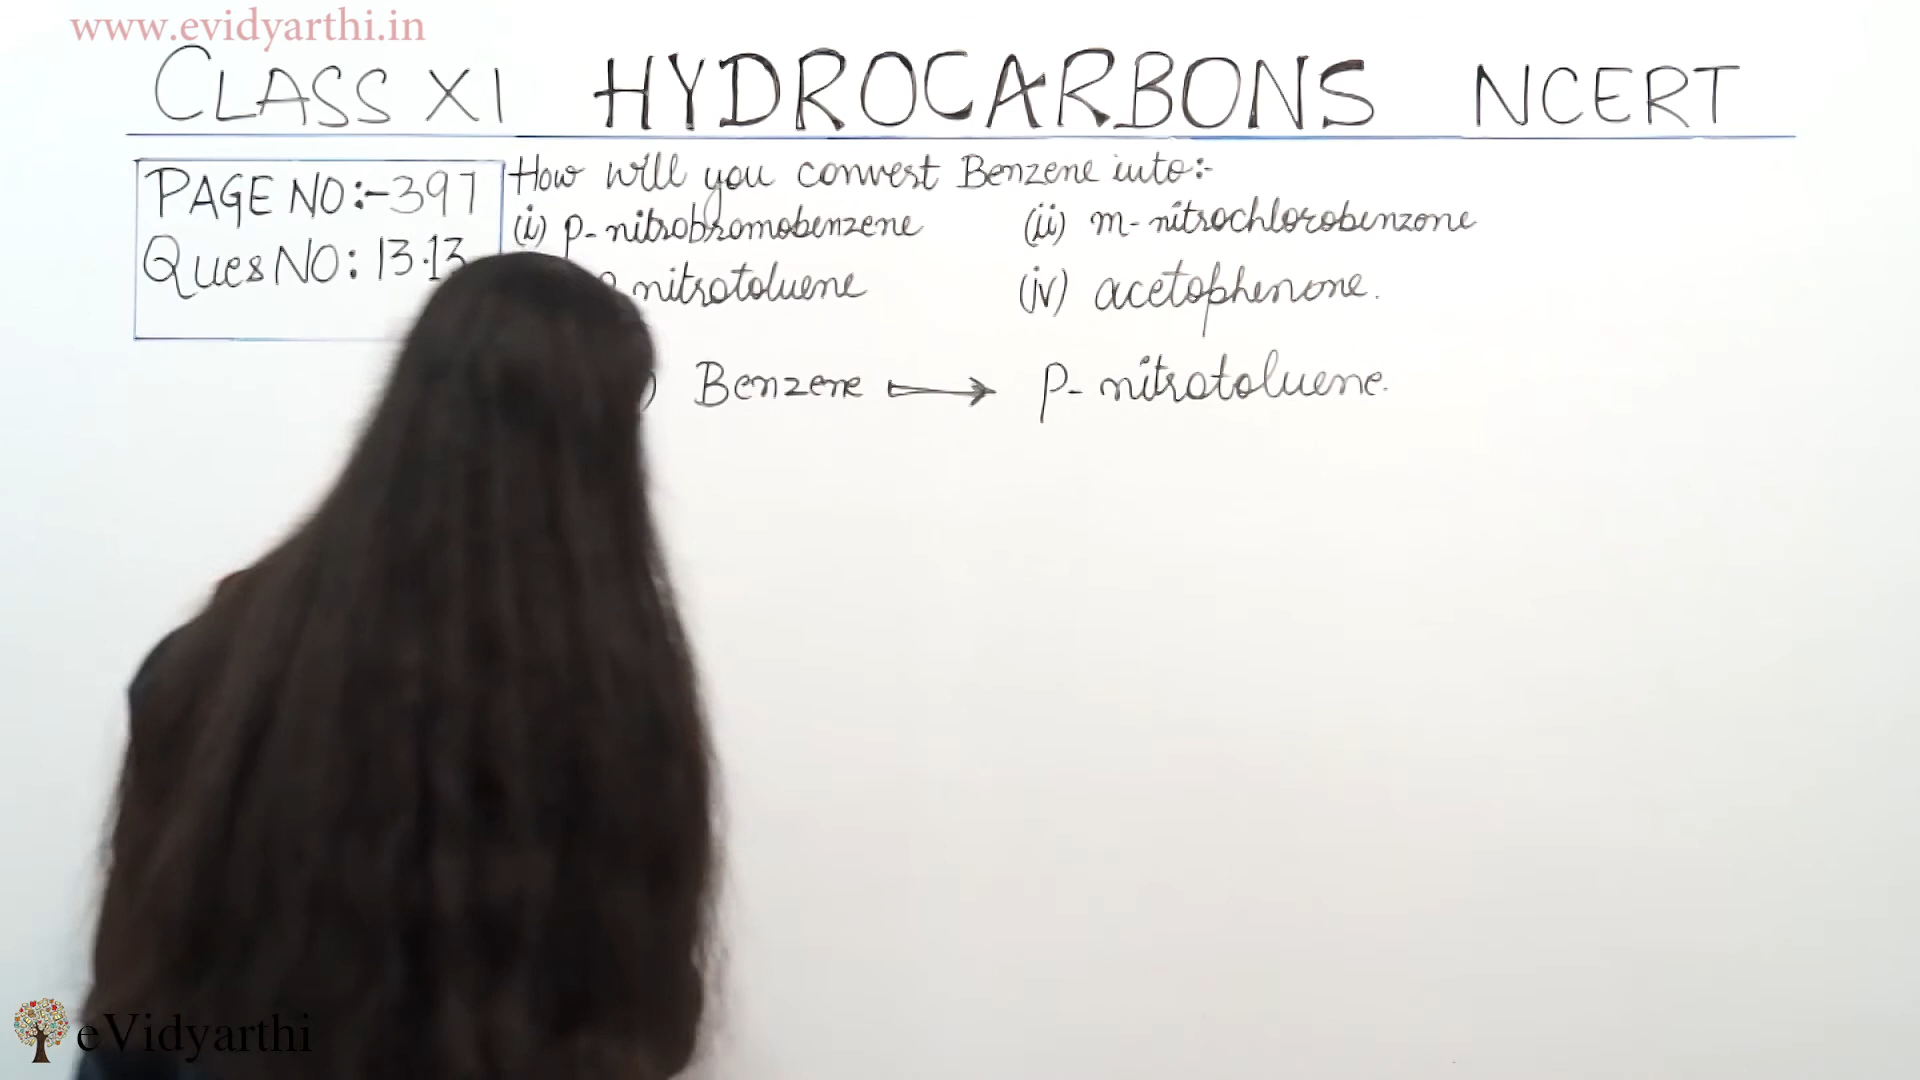 www.evidyarthi.in
CLASS XI HYDROCARBONS NCERT
PAGE NO:-397
Ques NO: 13.13
How will you convert Benzene into:-
(i) p-nitrobromobenzene (ii) m-nitrochlorobenzone
nitrotoluene (iv) acetophenone.
) Benzene → p-nitrotoluene.
eVidyarthi